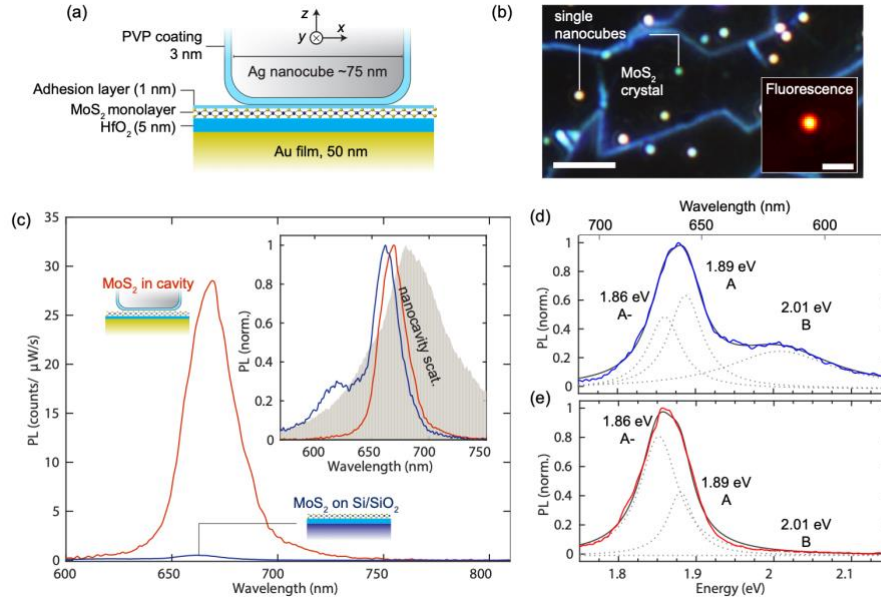 (a)
z
x
y
PVP coating
3 nm
Ag nanocube ~75 nm
Adhesion layer (1 nm)
MoS2 monolayer
HfO2 (5 nm)
Au film, 50 nm
(b)
single
nanocubes
MoS2
crystal
Fluorescence
(c)
35
30
25
20
15
10
5
0
PL (counts/ μW/s)
600
650
700
750
800
Wavelength (nm)
MoS2 in cavity
MoS2 on Si/SiO2
1
0.8
0.6
0.4
0.2
0
PL (norm.)
600
650
700
750
Wavelength (nm)
nanocavity scat.
(d)
Wavelength (nm)
700
650
600
1
0.8
0.6
0.4
0.2
0
PL (norm.)
1.86 eV
A-
1.89 eV
A
2.01 eV
B
(e)
1
0.8
0.6
0.4
0.2
0
PL (norm.)
1.86 eV
A-
1.89 eV
A
2.01 eV
B
1.8
1.9
2
2.1
Energy (eV)